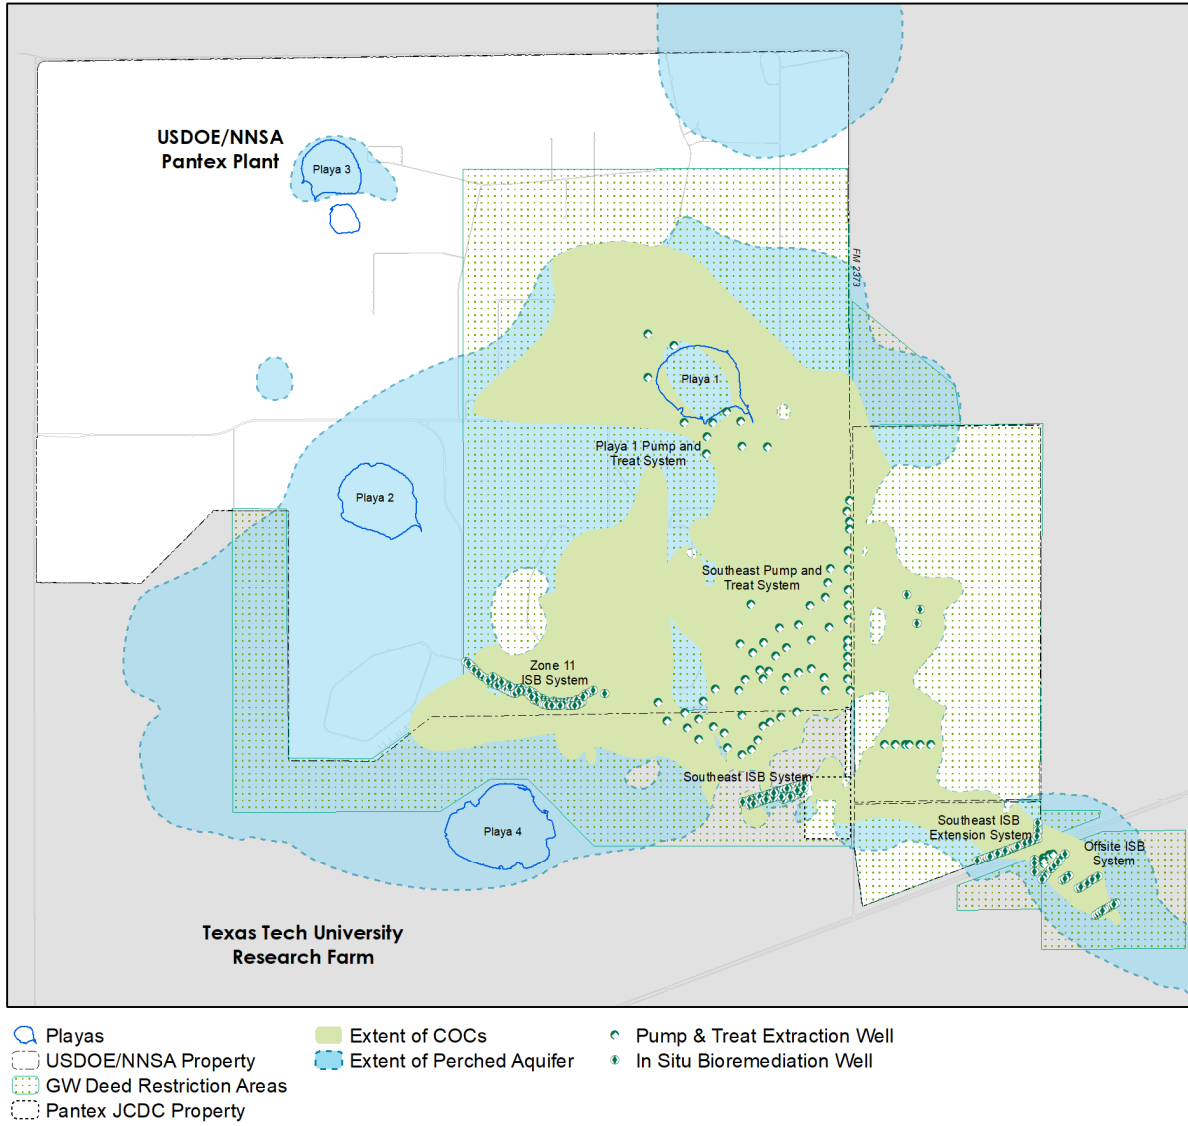 USDOE/NNSA
Pantex Plant
Playa 3
FM 2373
Playa 1
Playa 1 Pump and
Treat System
Playa 2
Southeast Pump and
Treat System
Zone 11
ISB System
Southeast ISB System
Playa 4
Southeast ISB
Extension System
Offsite ISB
System
Texas Tech University
Research Farm
Playas
USDOE/NNSA Property
GW Deed Restriction Areas
Pantex JCDC Property
Extent of COCs
Extent of Perched Aquifer
Pump & Treat Extraction Well
In Situ Bioremediation Well